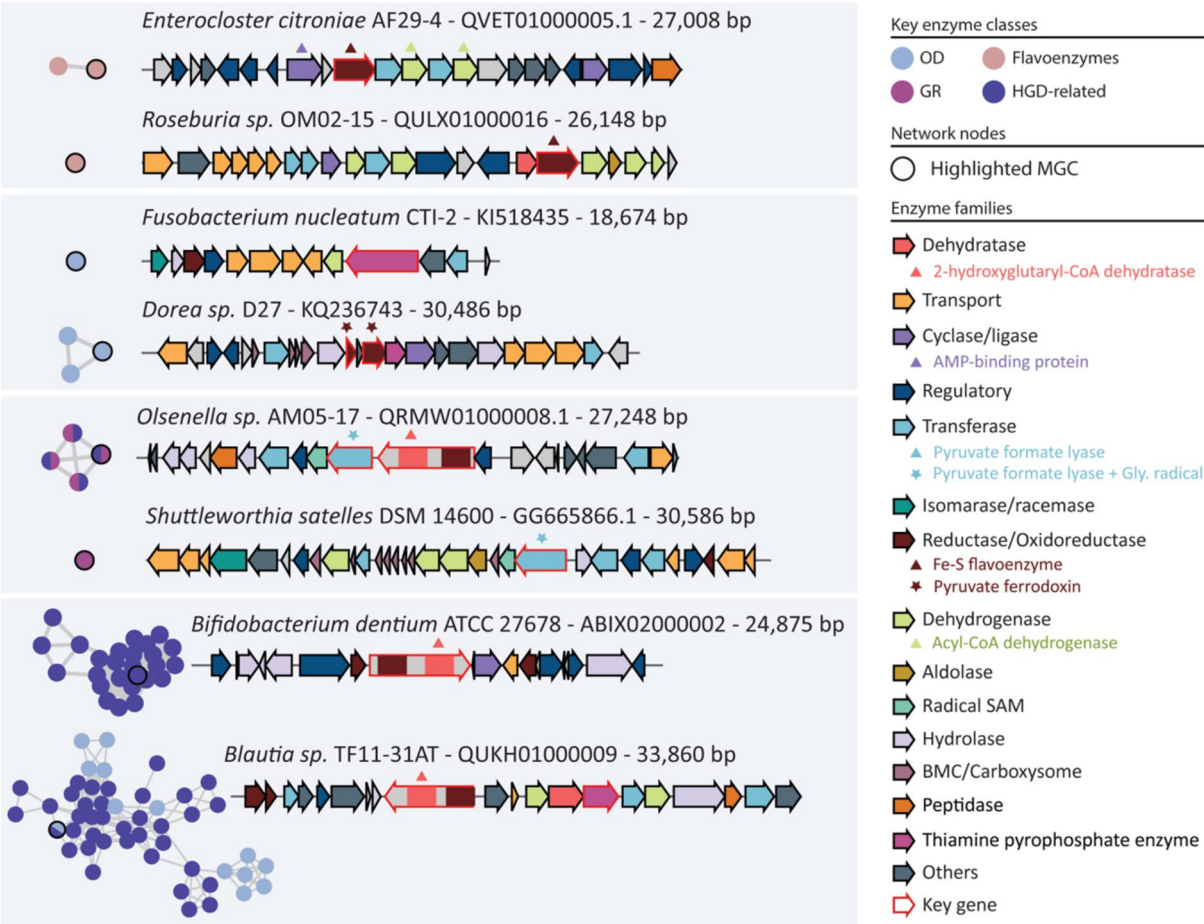 Enterocloster citroniae AF29-4 - QVET01000005.1 - 27,008 bp
Roseburia sp. OM02-15 - QULX01000016 - 26,148 bp
Fusobacterium nucleatum CTI-2 - KI518435 - 18,674 bp
Dorea sp. D27 - KQ236743 - 30,486 bp
Olsenella sp. AM05-17 - QRMW01000008.1 - 27,248 bp
Shuttleworthia satelles DSM 14600 - GG665866.1 - 30,586 bp
Bifidobacterium dentium ATCC 27678 - ABIX02000002 - 24,875 bp
Blautia sp. TF11-31AT - QUKH01000009 - 33,860 bp
Key enzyme classes
OD Flavoenzymes
GR HGD-related
Network nodes
Highlighted MGC
Enzyme families
Dehydratase
2-hydroxyglutaryl-CoA dehydratase
Transport
Cyclase/ligase
AMP-binding protein
Regulatory
Transferase
Pyruvate formate lyase
Pyruvate formate lyase + Gly. radical
Isomarase/racemase
Reductase/Oxidoreductase
Fe-S flavoenzyme
Pyruvate ferrodoxin
Dehydrogenase
Acyl-CoA dehydrogenase
Aldolase
Radical SAM
Hydrolase
BMC/Carboxysome
Peptidase
Thiamine pyrophosphate enzyme
Others
Key gene